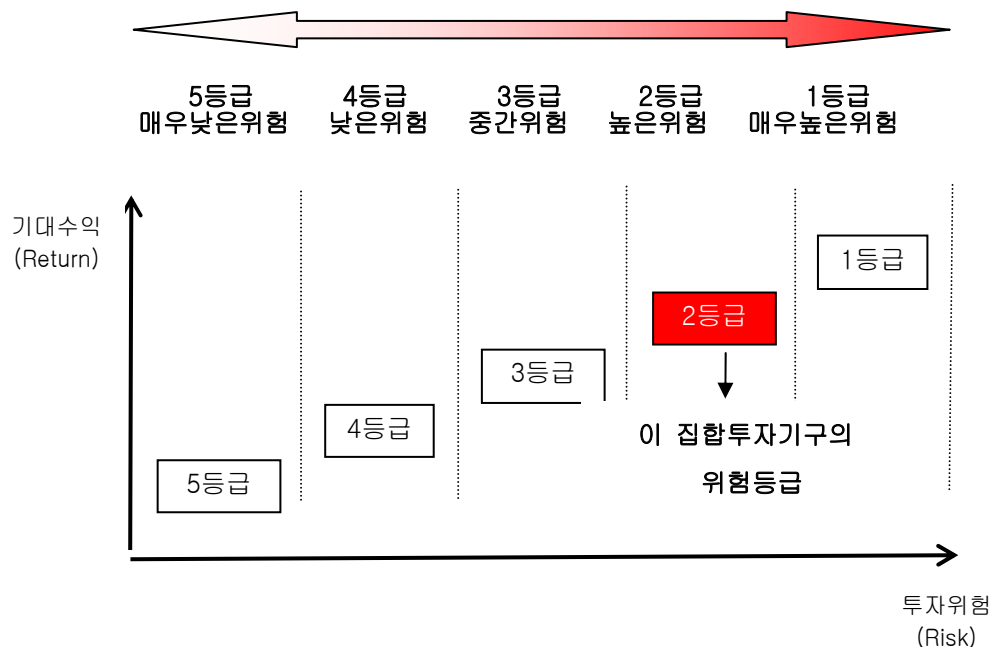 5등급 4등급 3등급 2등급 1등급
매우낮은위험 낮은위험 중간위험 높은위험 매우높은위험
기대수익
(Return)
1등급
2등급
3등급
4등급
이 집합투자기구의
위험등급
5등급
투자위험
(Risk)